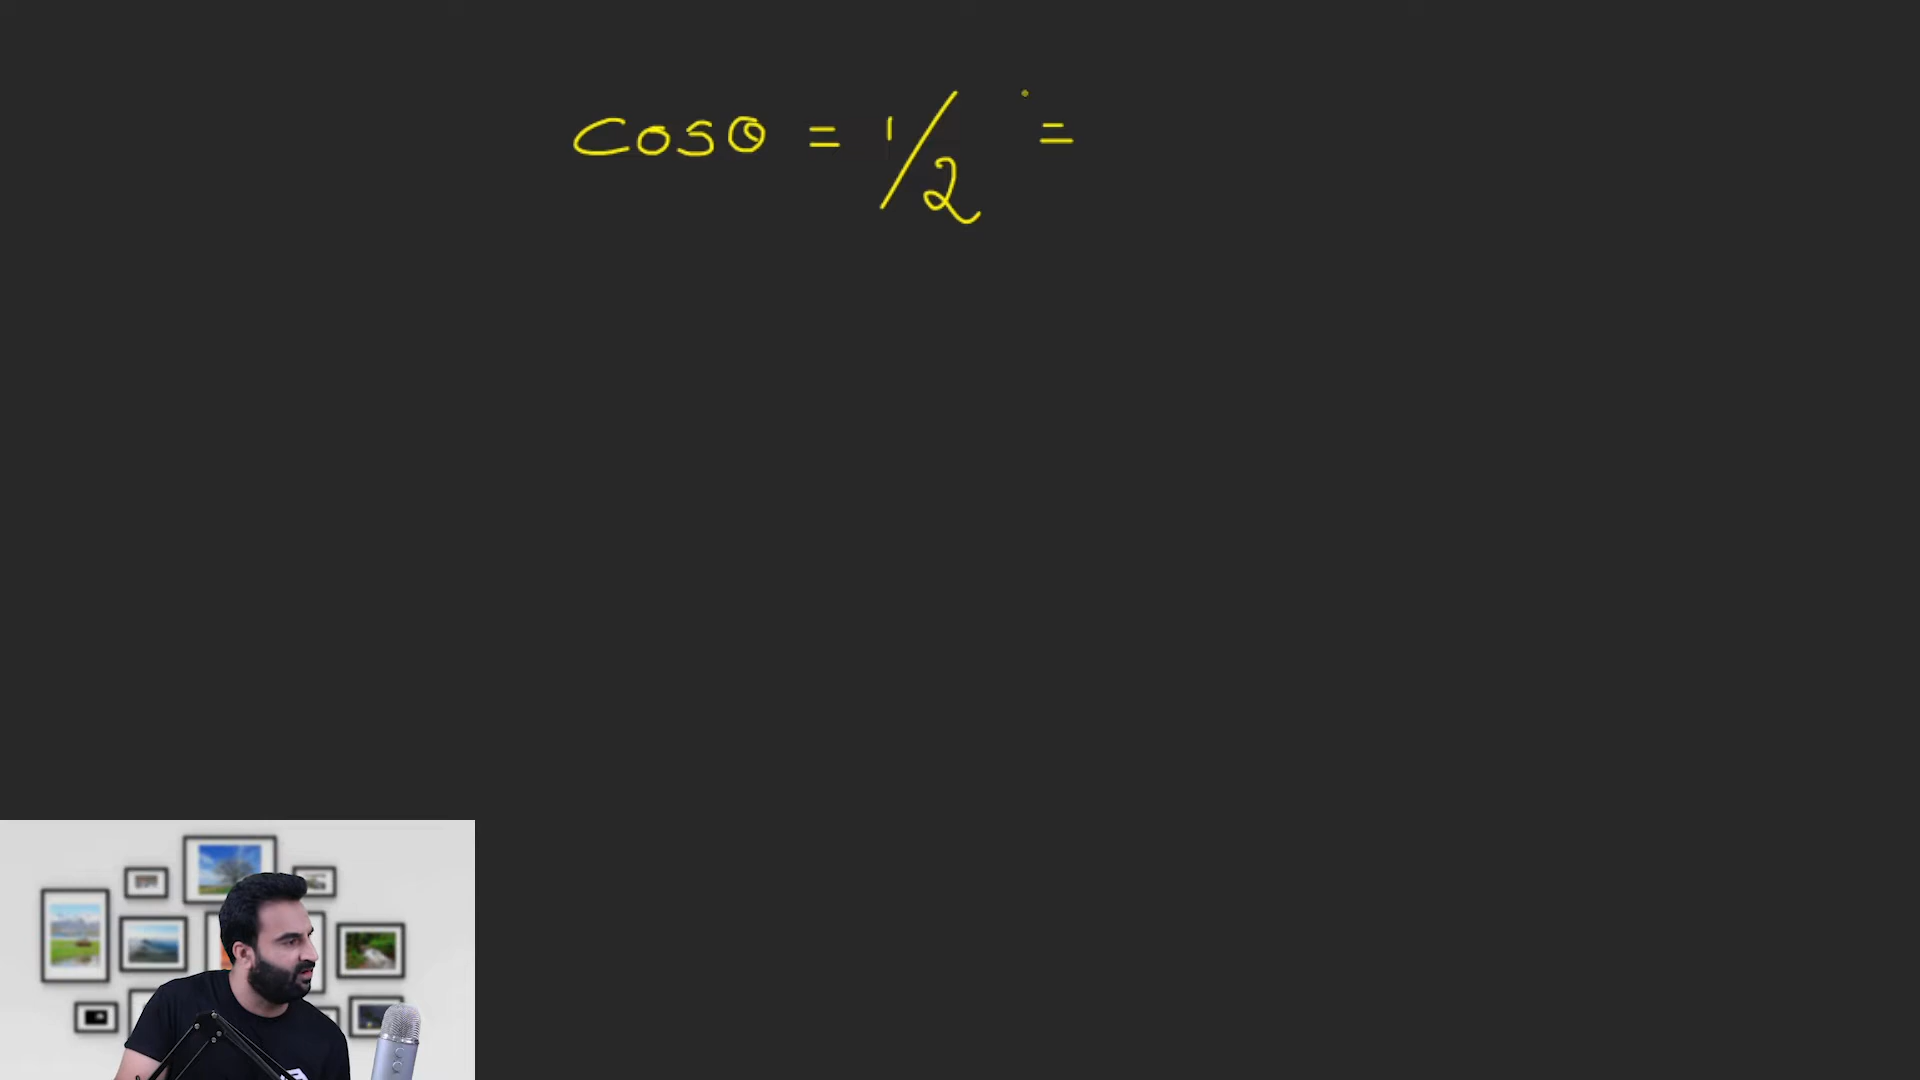 cosθ = 1/2 =